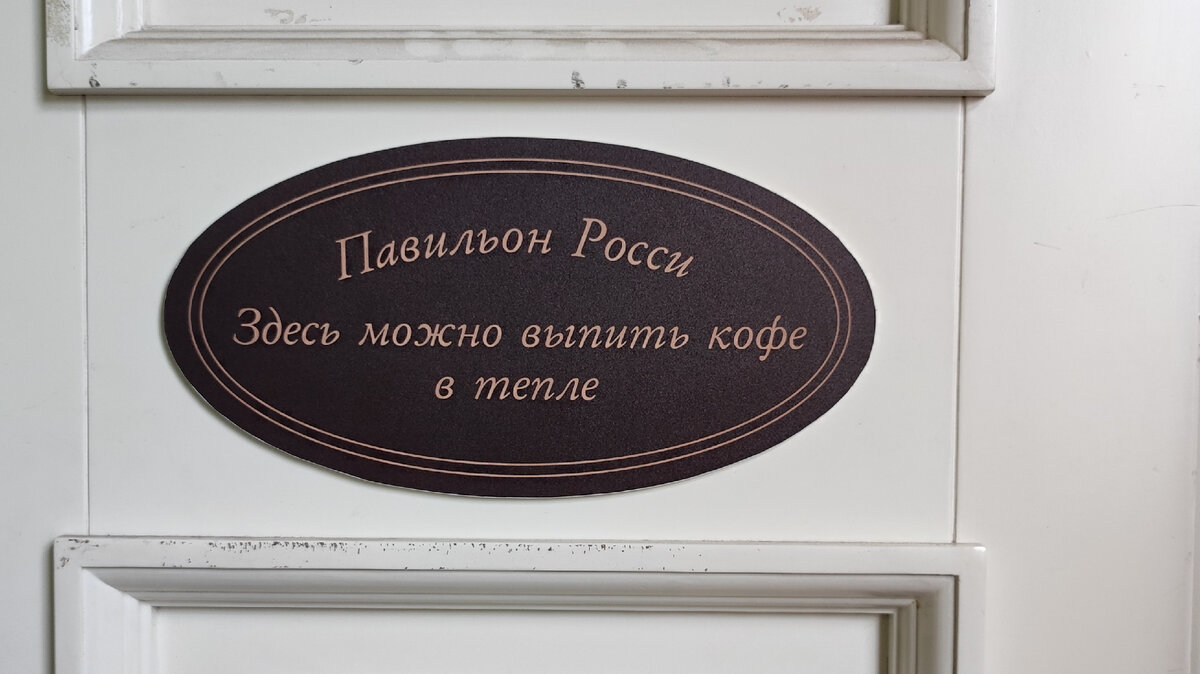 Павильон Росси
Здесь можно выпить кофе
в тепле